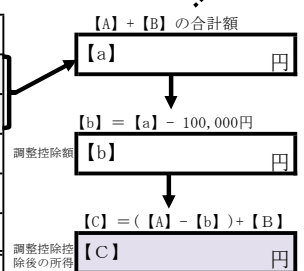 【A】+【B】の合計額
【a】
円
【b】=【a】- 100,000円
調整控除額
【b】
円
【C】=(【A】-【b】)+【B】
調整控除控
除後の所得
【C】
円